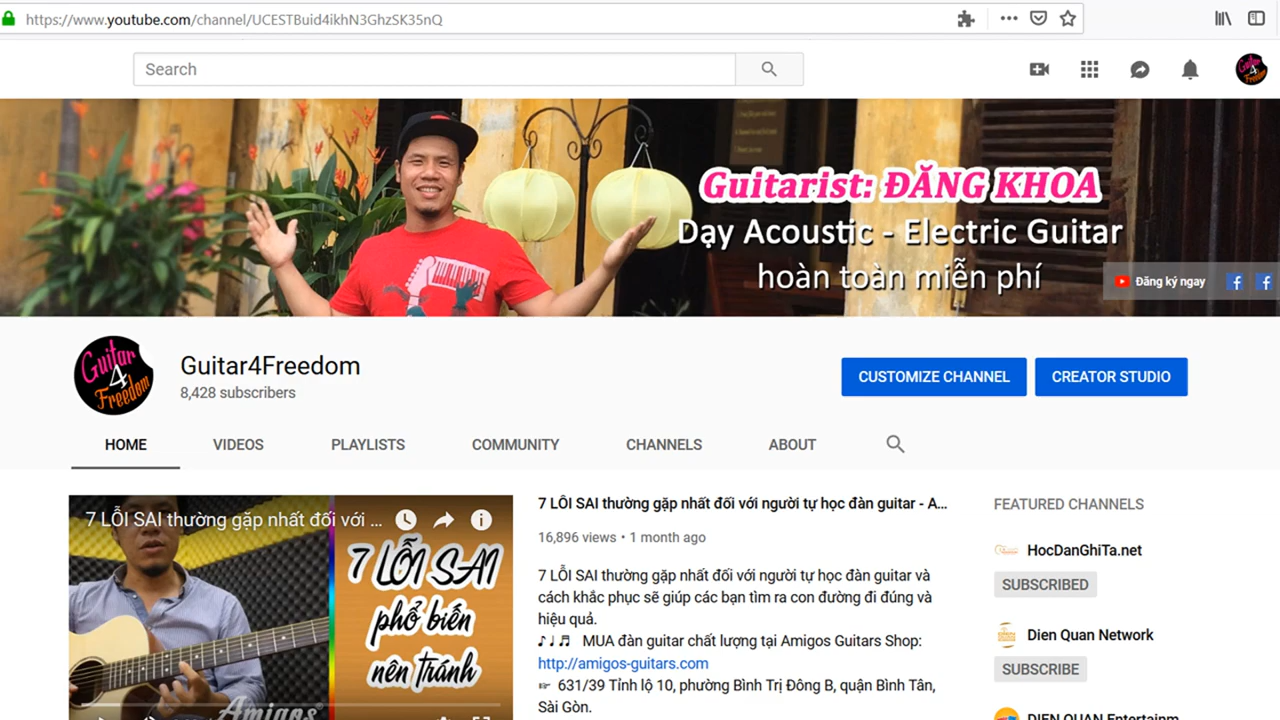 https://www.youtube.com/channel/UCESTBuid4ikhN3GhzSK35nQ
Search
Guitarist: ĐĂNG KHOA
Dạy Acoustic - Electric Guitar
hoàn toàn miễn phí
Đăng ký ngay
Guitar 4 Freedom
Guitar4Freedom
8,428 subscribers
CUSTOMIZE CHANNEL
CREATOR STUDIO
HOME VIDEOS PLAYLISTS COMMUNITY CHANNELS ABOUT
7 LỖI SAI thường gặp nhất đối với ...
7 LỖI SAI
phổ biến
nên tránh
Amigos
7 LỖI SAI thường gặp nhất đối với người tự học đàn guitar - A...
16,896 views • 1 month ago
7 LỖI SAI thường gặp nhất đối với người tự học đàn guitar và
cách khắc phục sẽ giúp các bạn tìm ra con đường đi đúng và
hiệu quả.
♪♩♬ MUA đàn guitar chất lượng tại Amigos Guitars Shop:
http://amigos-guitars.com
☞ 631/39 Tỉnh lộ 10, phường Bình Trị Đông B, quận Bình Tân,
Sài Gòn.
FEATURED CHANNELS
HocDanGhiTa.net
SUBSCRIBED
Dien Quan Network
SUBSCRIBE
DIEN QUAN Entertainm